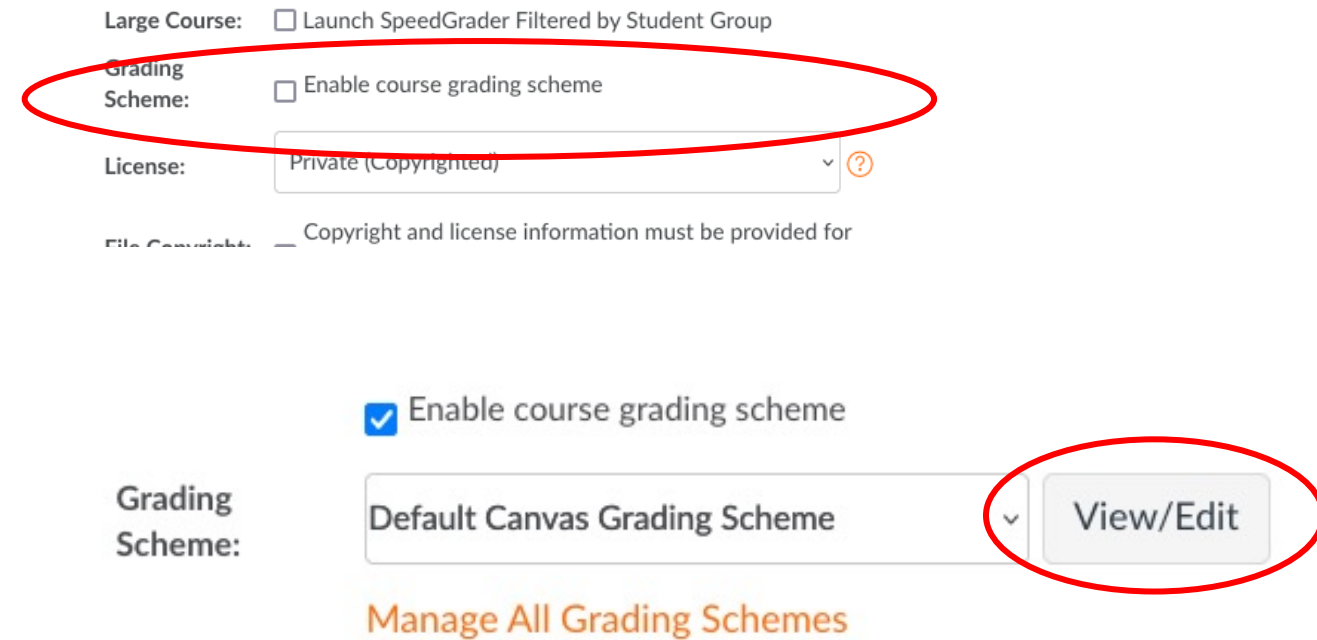 Large Course: Launch SpeedGrader Filtered by Student Group
Grading
Scheme: Enable course grading scheme
License: Private (Copyrighted)
File Copyright: Copyright and license information must be provided for
Enable course grading scheme
Grading
Scheme: Default Canvas Grading Scheme View/Edit
Manage All Grading Schemes